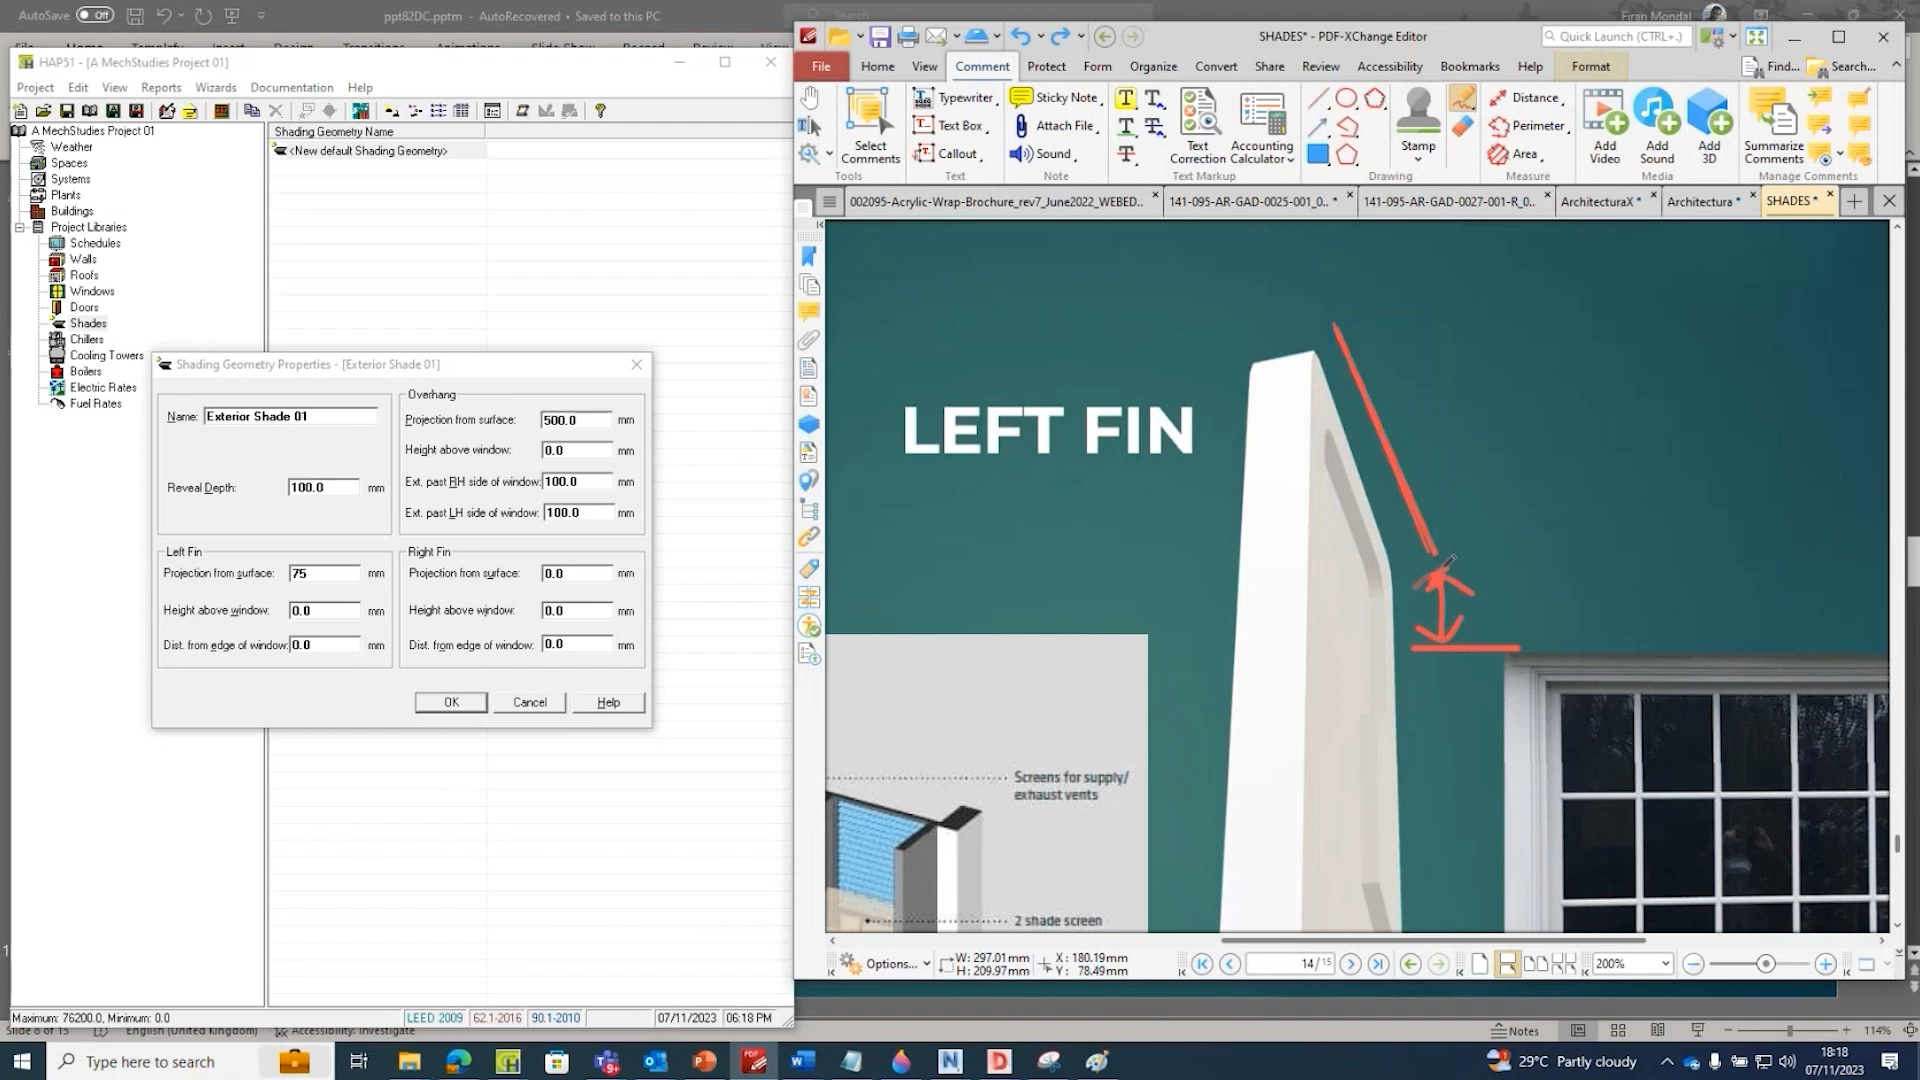 AutoSave Off ppt82DC.pptm - AutoRecovered • Saved to this PC Search Firan Mondal
HAP51 - [A MechStudies Project 01]
Project Edit View Reports Wizards Documentation Help
A MechStudies Project 01
Weather
Spaces
Systems
Plants
Buildings
Project Libraries
Schedules
Walls
Roofs
Windows
Doors
Shades
Chillers
Cooling Towers
Boilers
Electric Rates
Fuel Rates
Shading Geometry Name
<New default Shading Geometry>
Shading Geometry Properties - [Exterior Shade 01]
Name: Exterior Shade 01
Reveal Depth: 100.0 mm
Overhang
Projection from surface: 500.0 mm
Height above window: 0.0 mm
Ext. past RH side of window: 100.0 mm
Ext. past LH side of window: 100.0 mm
Left Fin
Projection from surface: 75 mm
Height above window: 0.0 mm
Dist. from edge of window: 0.0 mm
Right Fin
Projection from surface: 0.0 mm
Height above window: 0.0 mm
Dist. from edge of window: 0.0 mm
OK Cancel Help
Maximum: 76200.0, Minimum: 0.0
LEED 2009 62.1-2016 90.1-2010 07/11/2023 06:18 PM
SHADES* - PDF-XChange Editor
Quick Launch (CTRL+.)
File Home View Comment Protect Form Organize Convert Share Review Accessibility Bookmarks Help Format Find... Search...
Select Comments
Tools
Typewriter
Text Box
Callout
Text
Sticky Note
Attach File
Sound
Note
Text Correction
Text Markup
Accounting Calculator
Stamp
Drawing
Distance
Perimeter
Area
Measure
Add Video
Add Sound
Add 3D
Media
Summarize Comments
Manage Comments
002095-Acrylic-Wrap-Brochure_rev7_June2022_WEBED.. 141-095-AR-GAD-0025-001_0.. * 141-095-AR-GAD-0027-001-R_0.. ArchitecturaX * Architectura * SHADES *
LEFT FIN
Screens for supply/
exhaust vents
2 shade screen
Options...
W: 297.01mm
H: 209.97mm
X: 180.19mm
Y: 78.49mm
14 / 15
200%
Slide 8 of 15 English (United Kingdom) Accessibility: Investigate
Notes 114%
Type here to search
29°C Partly cloudy
18:18
07/11/2023